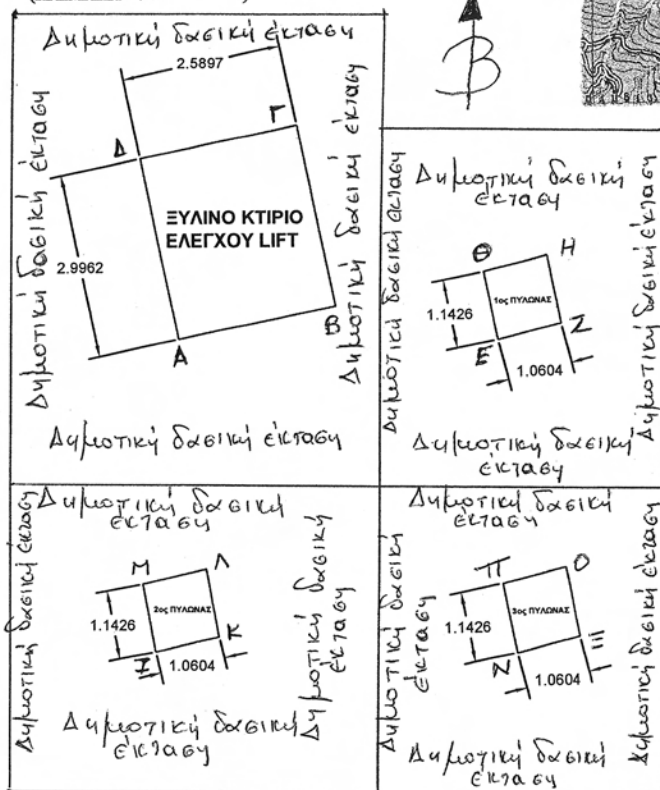 Δημοτική δασική έκταση
2.5897
Γ
Δ
Δημοτική δασική έκταση
2.9962
ΞΥΛΙΝΟ ΚΤΙΡΙΟ
ΕΛΕΓΧΟΥ LIFT
Δημοτική δασική έκταση
Β
Α
Δημοτική δασική έκταση
Β
Δημοτική δασική
έκταση
Δημοτική δασική έκταση
Θ
Η
1.1426
1ος ΠΥΛΩΝΑΣ
Ε
Ζ
1.0604
Δημοτική δασική έκταση
Δημοτική δασική
έκταση
Δημοτική δασική
έκταση
Δημοτική δασική έκταση
Μ
Λ
1.1426
2ος ΠΥΛΩΝΑΣ
Ι
Κ
1.0604
Δημοτική δασική
έκταση
Δημοτική δασική
έκταση
Δημοτική δασική
έκταση
Δημοτική δασική
έκταση
Π
Ο
1.1426
3ος ΠΥΛΩΝΑΣ
Ν
Ξ
1.0604
Δημοτική δασική έκταση
Δημοτική δασική
έκταση